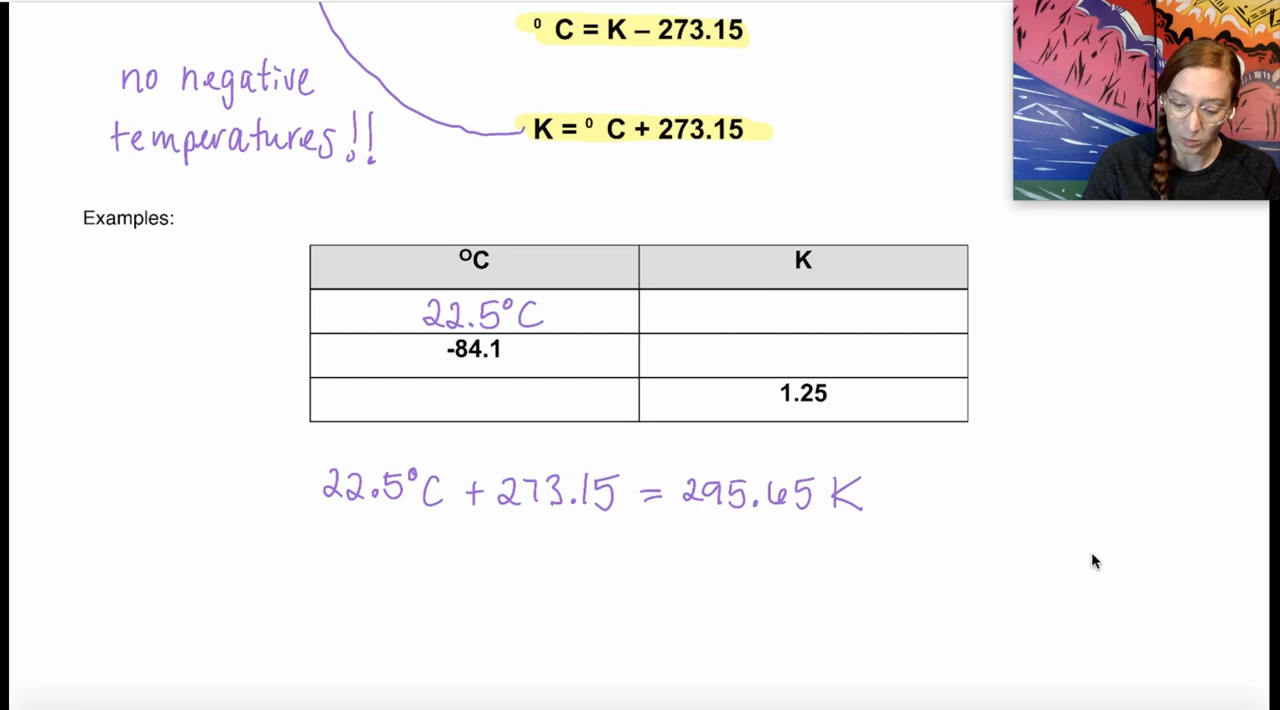 ⁰ C = K – 273.15
no negative
temperatures!!
K = ⁰ C + 273.15
Examples:
ºC K
22.5°C
-84.1
1.25
22.5°C + 273.15 = 295.65 K